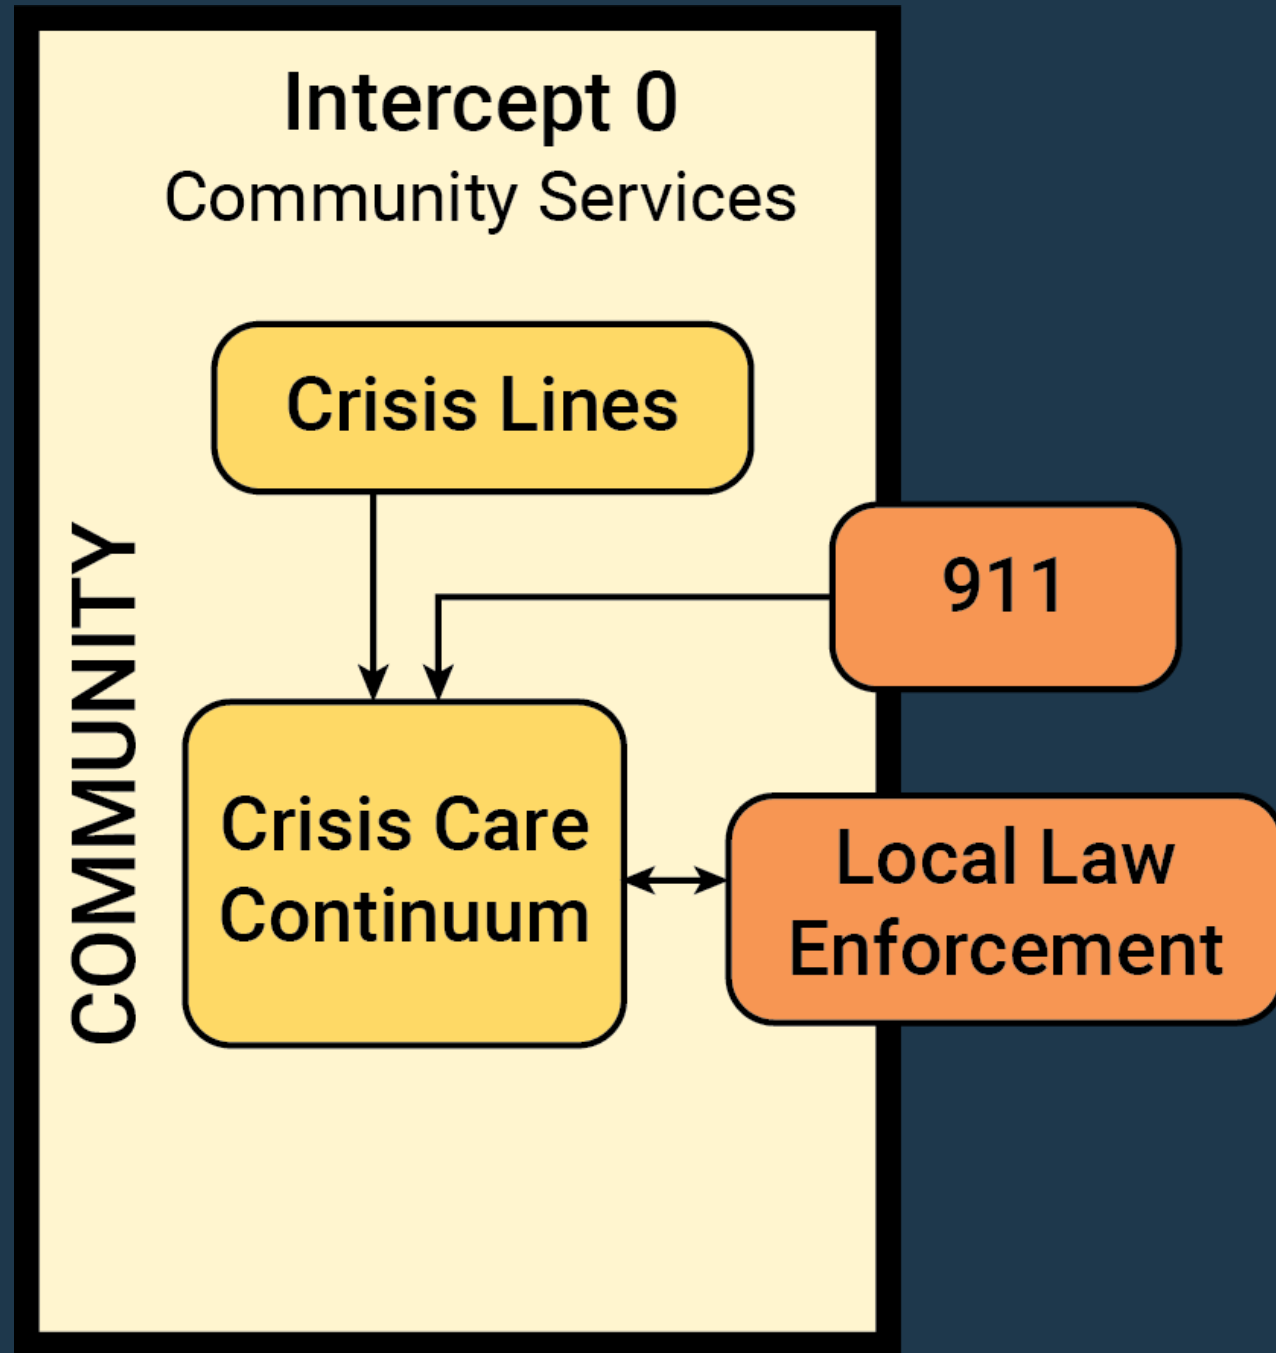 Intercept 0
Community Services
Crisis Lines
911
COMMUNITY
Crisis Care
Continuum
Local Law
Enforcement